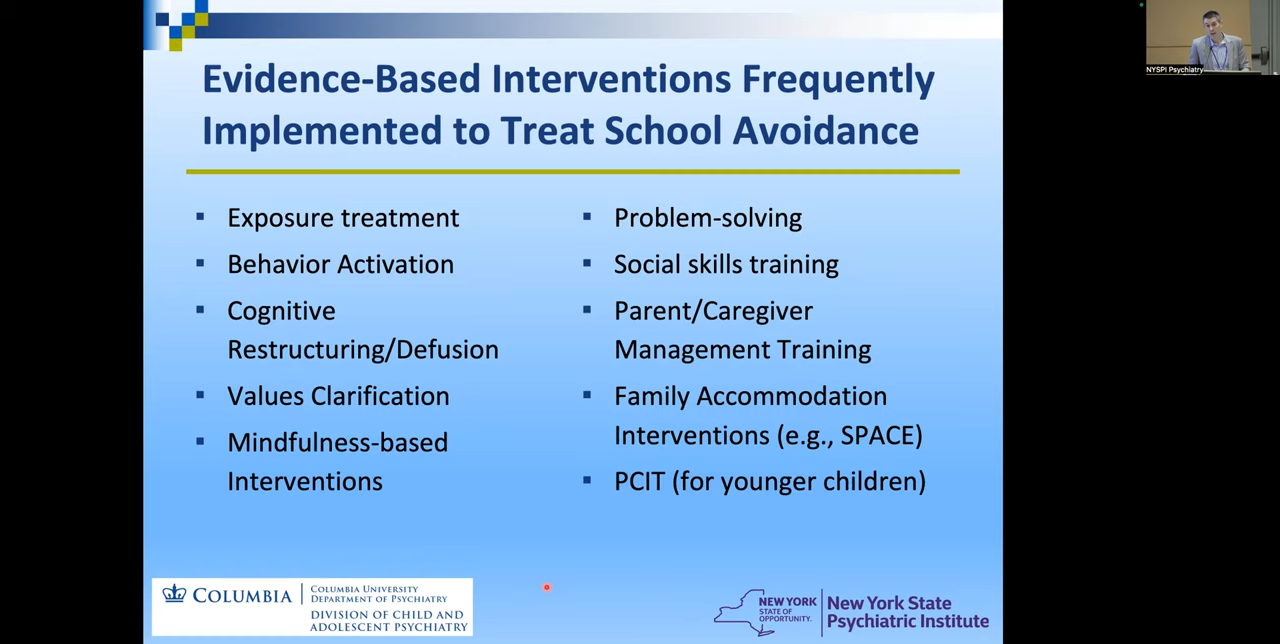 Evidence-Based Interventions Frequently
Implemented to Treat School Avoidance
Exposure treatment
Behavior Activation
Cognitive
Restructuring/Defusion
Values Clarification
Mindfulness-based
Interventions
Problem-solving
Social skills training
Parent/Caregiver
Management Training
Family Accommodation
Interventions (e.g., SPACE)
PCIT (for younger children)
COLUMBIA
COLUMBIA UNIVERSITY
DEPARTMENT OF PSYCHIATRY
DIVISION OF CHILD AND
ADOLESCENT PSYCHIATRY
NEW YORK
STATE OF
OPPORTUNITY.
New York State
Psychiatric Institute
NYSPI Psychiatry